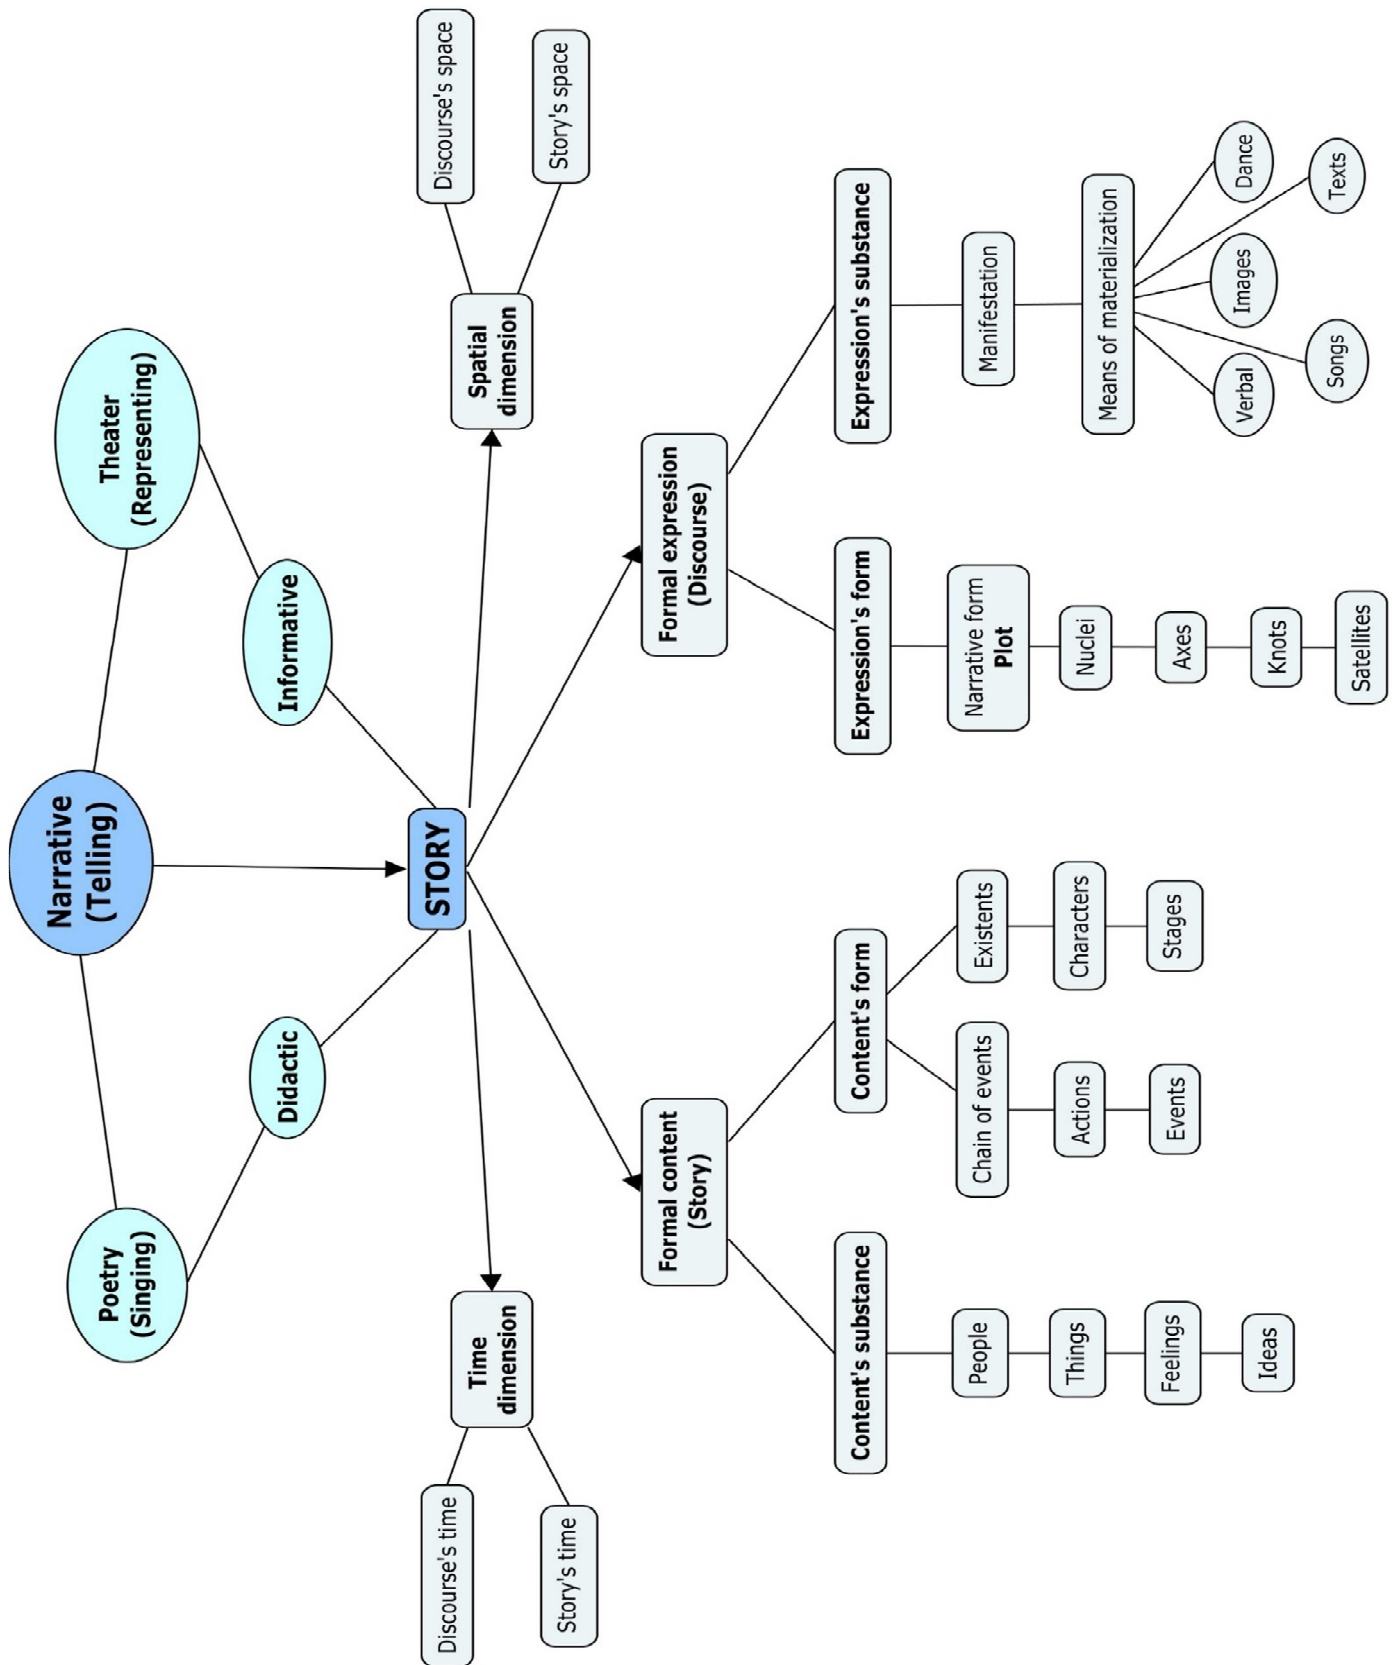 Narrative
(Telling)
Poetry
(Singing)
Theater
(Representing)
Didactic
Informative
STORY
Discourse's time
Story's time
Time
dimension
Spatial
dimension
Discourse's space
Story's space
Formal content
(Story)
Formal expression
(Discourse)
Content's substance
Content's form
Expression's form
Expression's substance
People
Things
Feelings
Ideas
Chain of events
Actions
Events
Existents
Characters
Stages
Narrative form
Plot
Nuclei
Axes
Knots
Satellites
Manifestation
Means of materialization
Verbal
Images
Dance
Songs
Texts